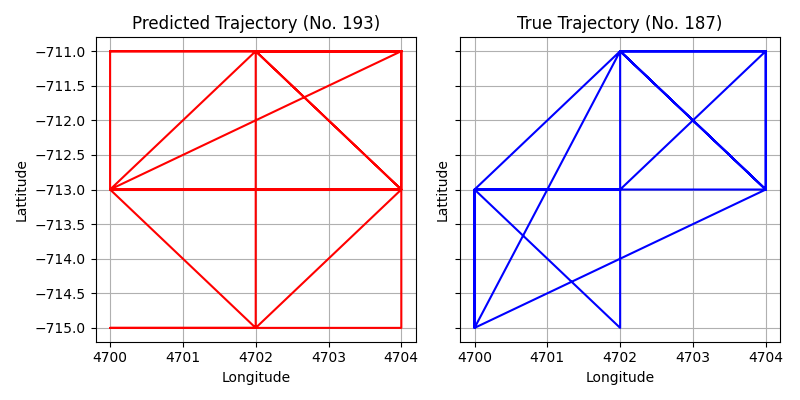 Predicted Trajectory (No. 193)
True Trajectory (No. 187)
Lattitude
−711.0
−711.5
−712.0
−712.5
−713.0
−713.5
−714.0
−714.5
−715.0
Lattitude
4700 4701 4702 4703 4704
4700 4701 4702 4703 4704
Longitude
Longitude